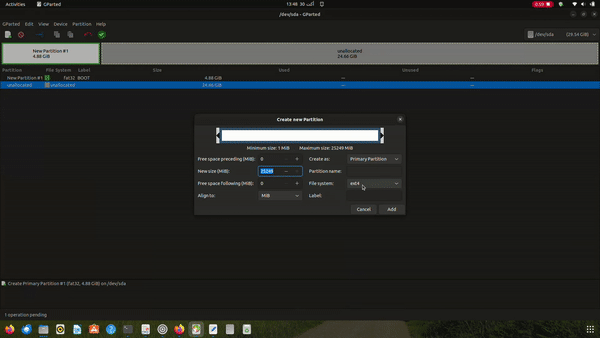 Activities GParted 13:48 30 0:59
/dev/sda - GParted
GParted Edit View Device Partition Help
/dev/sda (29.54 GiB)
New Partition #1
4.88 GiB
unallocated
24.66 GiB
Partition File System Label Size Used Unused Flags
New Partition #1 fat32 BOOT 4.88 GiB --- ---
unallocated unallocated 24.66 GiB --- ---
Create new Partition
Minimum size: 1 MiB Maximum size: 25249 MiB
Free space preceding (MiB): 0 Create as: Primary Partition
New size (MiB): 25249 Partition name:
Free space following (MiB): 0 File system: ext4
Align to: MiB Label:
Cancel Add
Create Primary Partition #1 (fat32, 4.88 GiB) on /dev/sda
1 operation pending